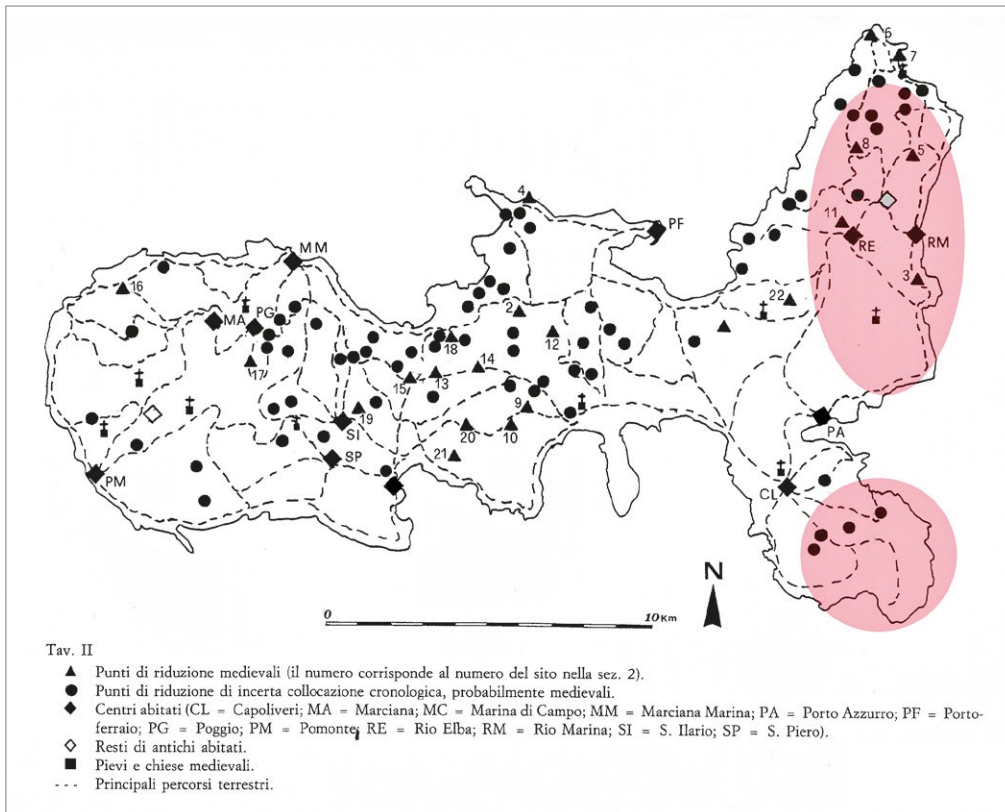 6
7
8
5
4
PF
11
MM
RE
RM
16
3
22
2
PG
MA
12
18
17
14
15
13
9
19
SI
20
10
PA
21
SP
PM
CL
N
0
10 Km
Tav. II
Punti di riduzione medievali (il numero corrisponde al numero del sito nella sez. 2).
Punti di riduzione di incerta collocazione cronologica, probabilmente medievali.
Centri abitati (CL = Capoliveri; MA = Marciana; MC = Marina di Campo; MM = Marciana Marina; PA = Porto Azzurro; PF = Porto-
ferraio; PG = Poggio; PM = Pomonte; RE = Rio Elba; RM = Rio Marina; SI = S. Ilario; SP = S. Piero).
Resti di antichi abitati.
Pievi e chiese medievali.
Principali percorsi terrestri.